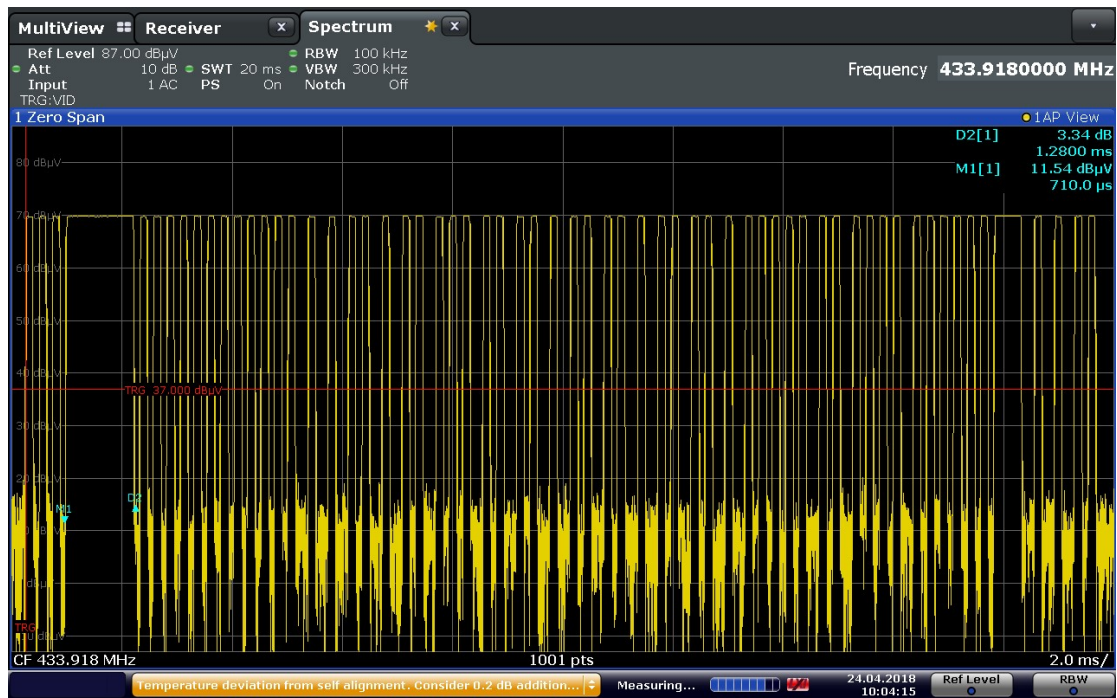 MultiView Receiver X Spectrum X
Ref Level 87.00 dBµV RBW 100 kHz
Att 10 dB SWT 20 ms VBW 300 kHz
Input 1 AC PS On Notch Off
TRG:VID
Frequency 433.9180000 MHz
1 Zero Span 1AP View
D2[1] 3.34 dB
1.2800 ms
M1[1] 11.54 dBµV
710.0 µs
80 dBµV
70 dBµV
60 dBµV
50 dBµV
40 dBµV
TRG 37.000 dBµV
30 dBµV
20 dBµV
D2
M1
TRG
CF 433.918 MHz 1001 pts 2.0 ms/
Temperature deviation from self alignment. Consider 0.2 dB addition... Measuring... 24.04.2018 Ref Level RBW
10:04:15